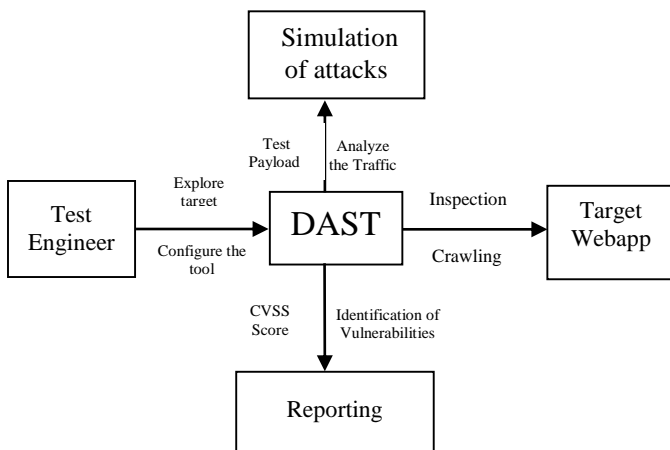 Simulation
of attacks
Test
Payload
Analyze
the Traffic
Explore
target
Test
Engineer
DAST
Inspection
Target
Webapp
Configure the
tool
Crawling
CVSS
Score
Identification of
Vulnerabilities
Reporting